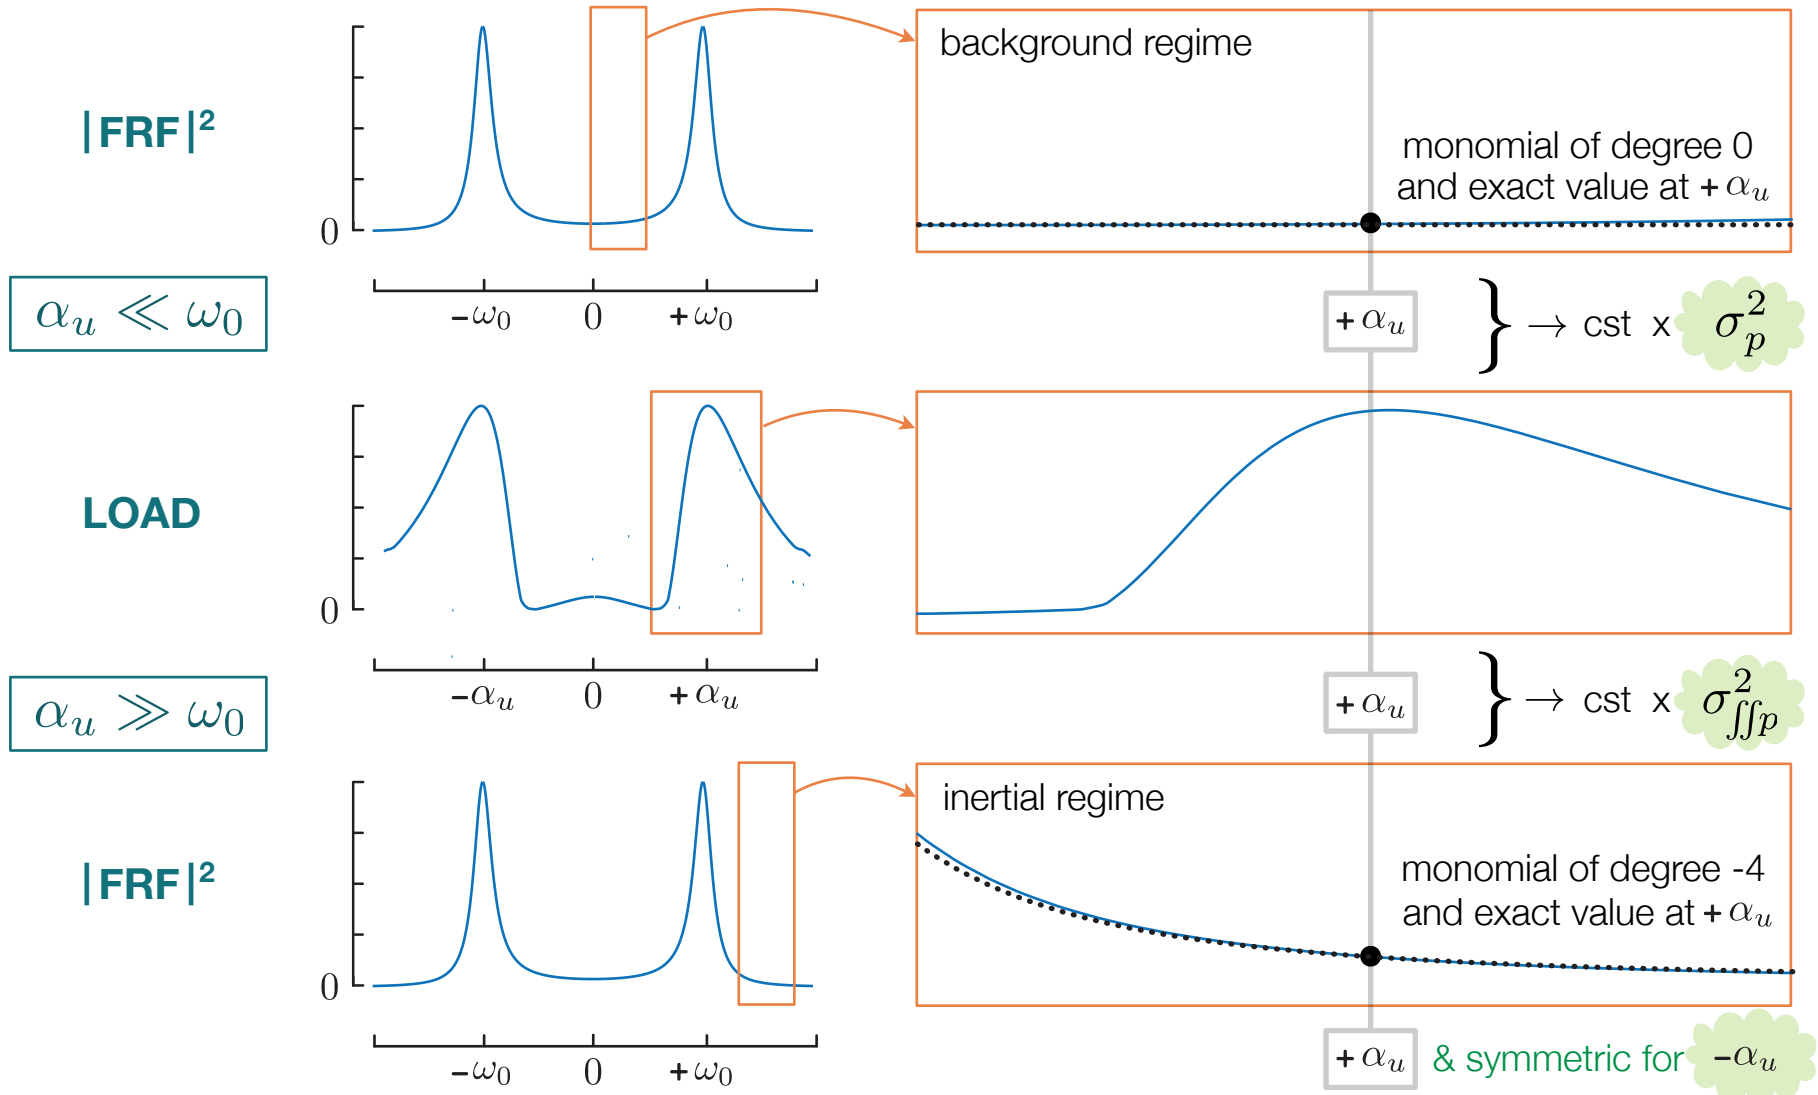 background regime
|FRF|²
monomial of degree 0
and exact value at + αᵤ
0
-ω₀ 0 +ω₀
αᵤ ≪ ω₀
+ αᵤ } → cst x σ²ₚ
LOAD
0
-αᵤ 0 + αᵤ
αᵤ ≫ ω₀
+ αᵤ } → cst x σ²∬ₚ
inertial regime
|FRF|²
monomial of degree -4
and exact value at + αᵤ
0
-ω₀ 0 +ω₀
+ αᵤ & symmetric for -αᵤ